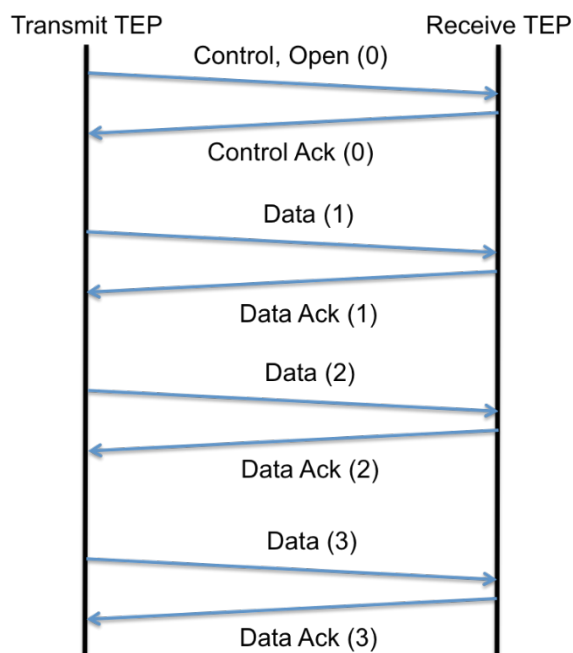 Transmit TEP
Receive TEP
Control, Open (0)
Control Ack (0)
Data (1)
Data Ack (1)
Data (2)
Data Ack (2)
Data (3)
Data Ack (3)